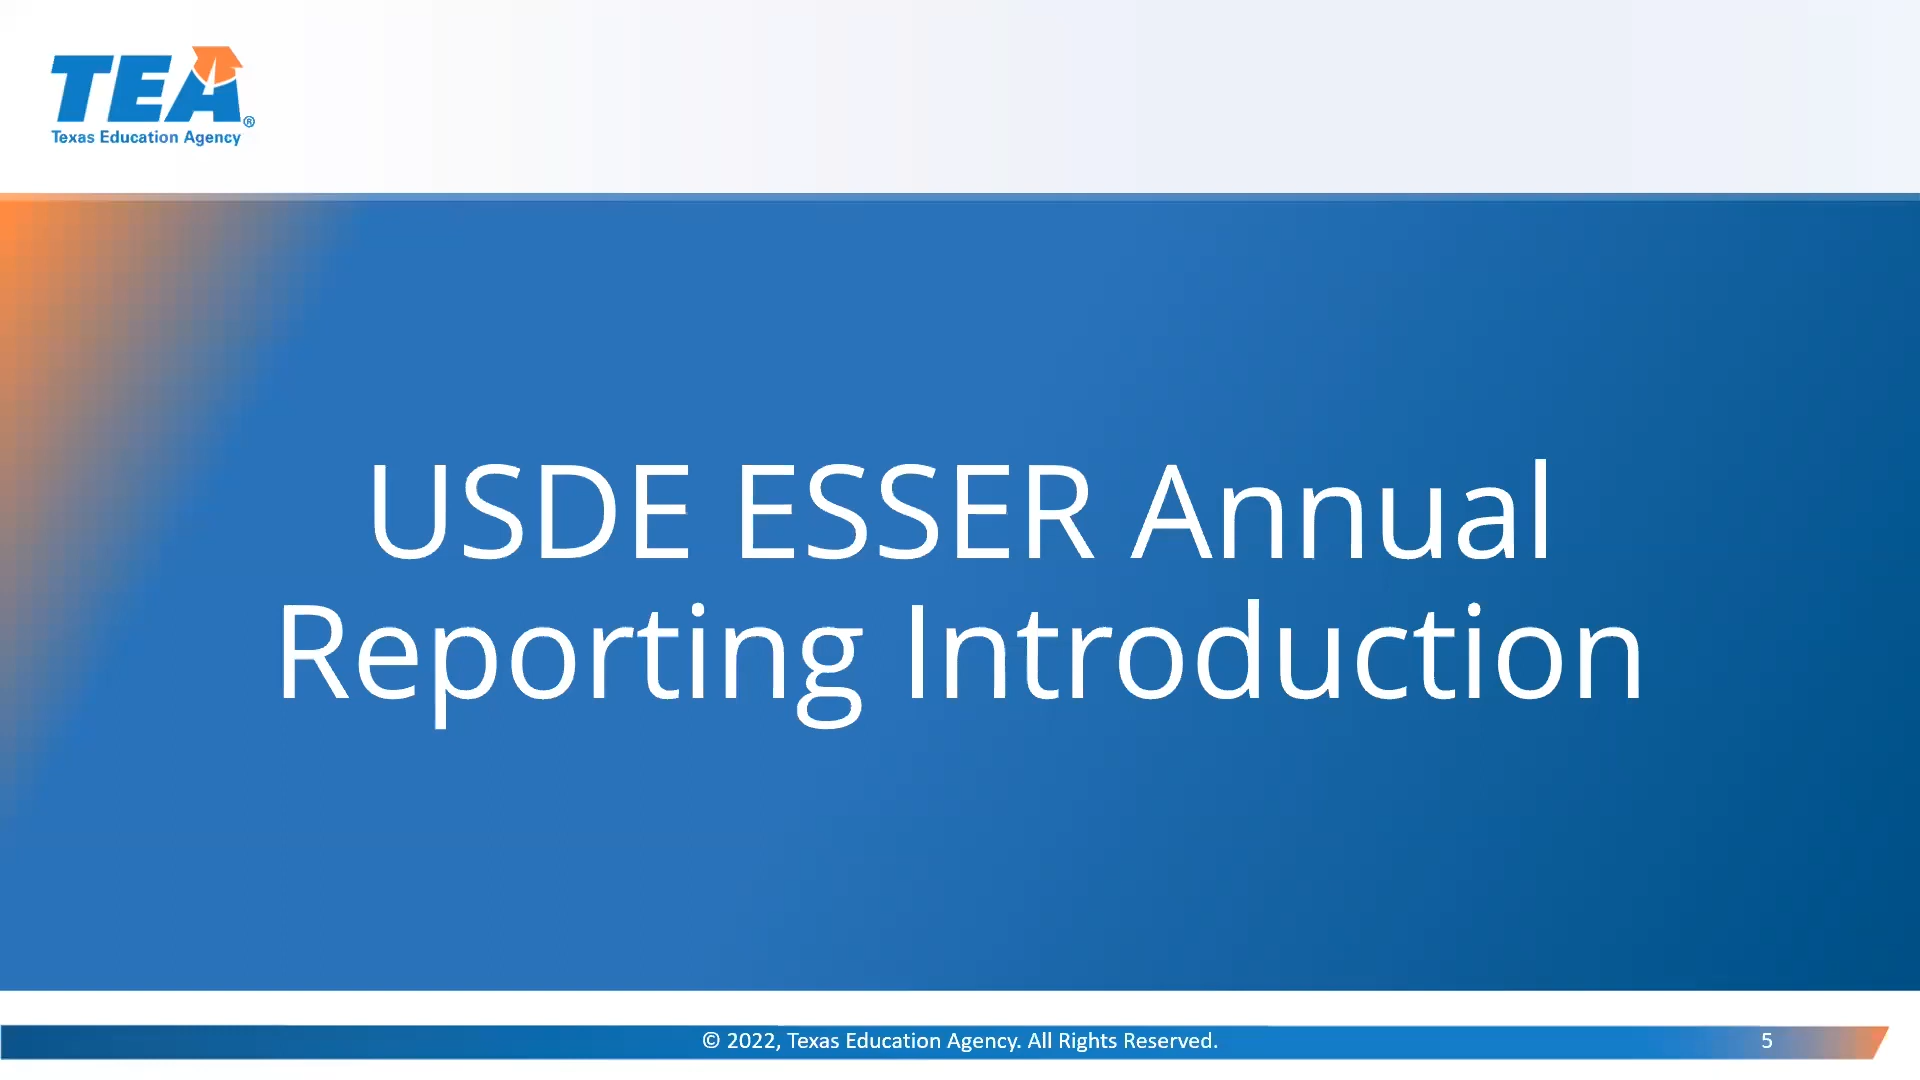 TEA®
Texas Education Agency
USDE ESSER Annual
Reporting Introduction
© 2022, Texas Education Agency. All Rights Reserved.
5